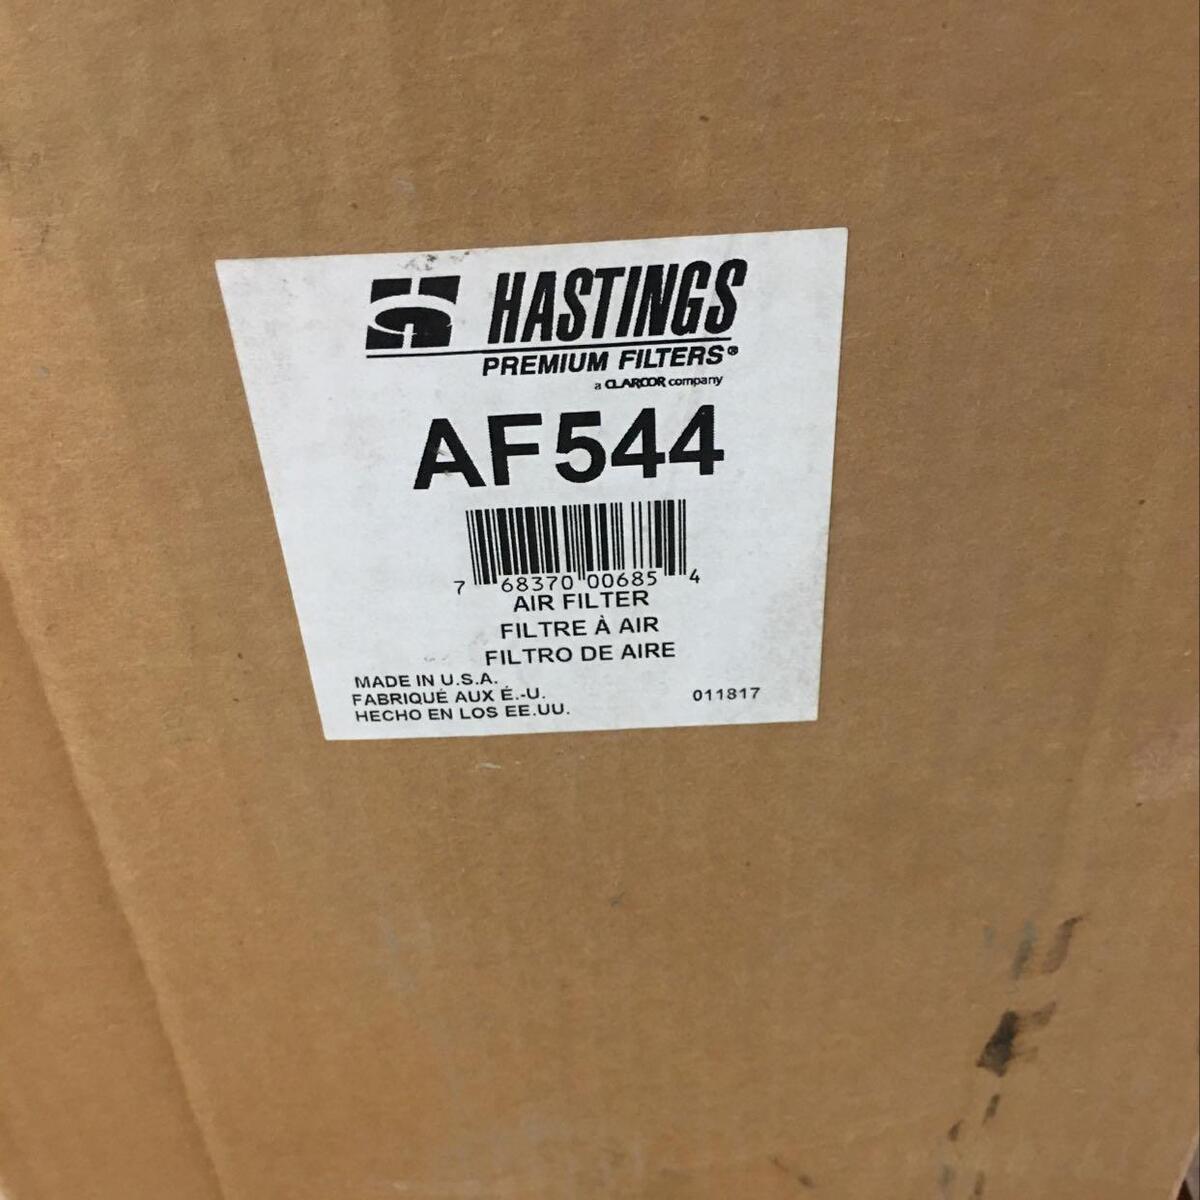 HASTINGS
PREMIUM FILTERS®
a CLARCOR company
AF544
7 68370 00685 4
AIR FILTER
FILTRE À AIR
FILTRO DE AIRE
MADE IN U.S.A.
FABRIQUÉ AUX É.-U.
HECHO EN LOS EE.UU.
011817